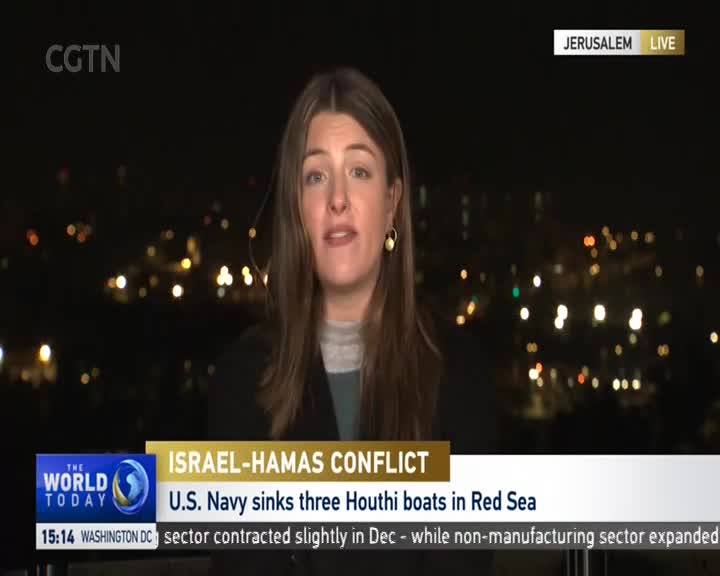 CGTN
JERUSALEM LIVE
ISRAEL-HAMAS CONFLICT
THE WORLD TODAY
U.S. Navy sinks three Houthi boats in Red Sea
15:14 WASHINGTON DC
sector contracted slightly in Dec - while non-manufacturing sector expanded